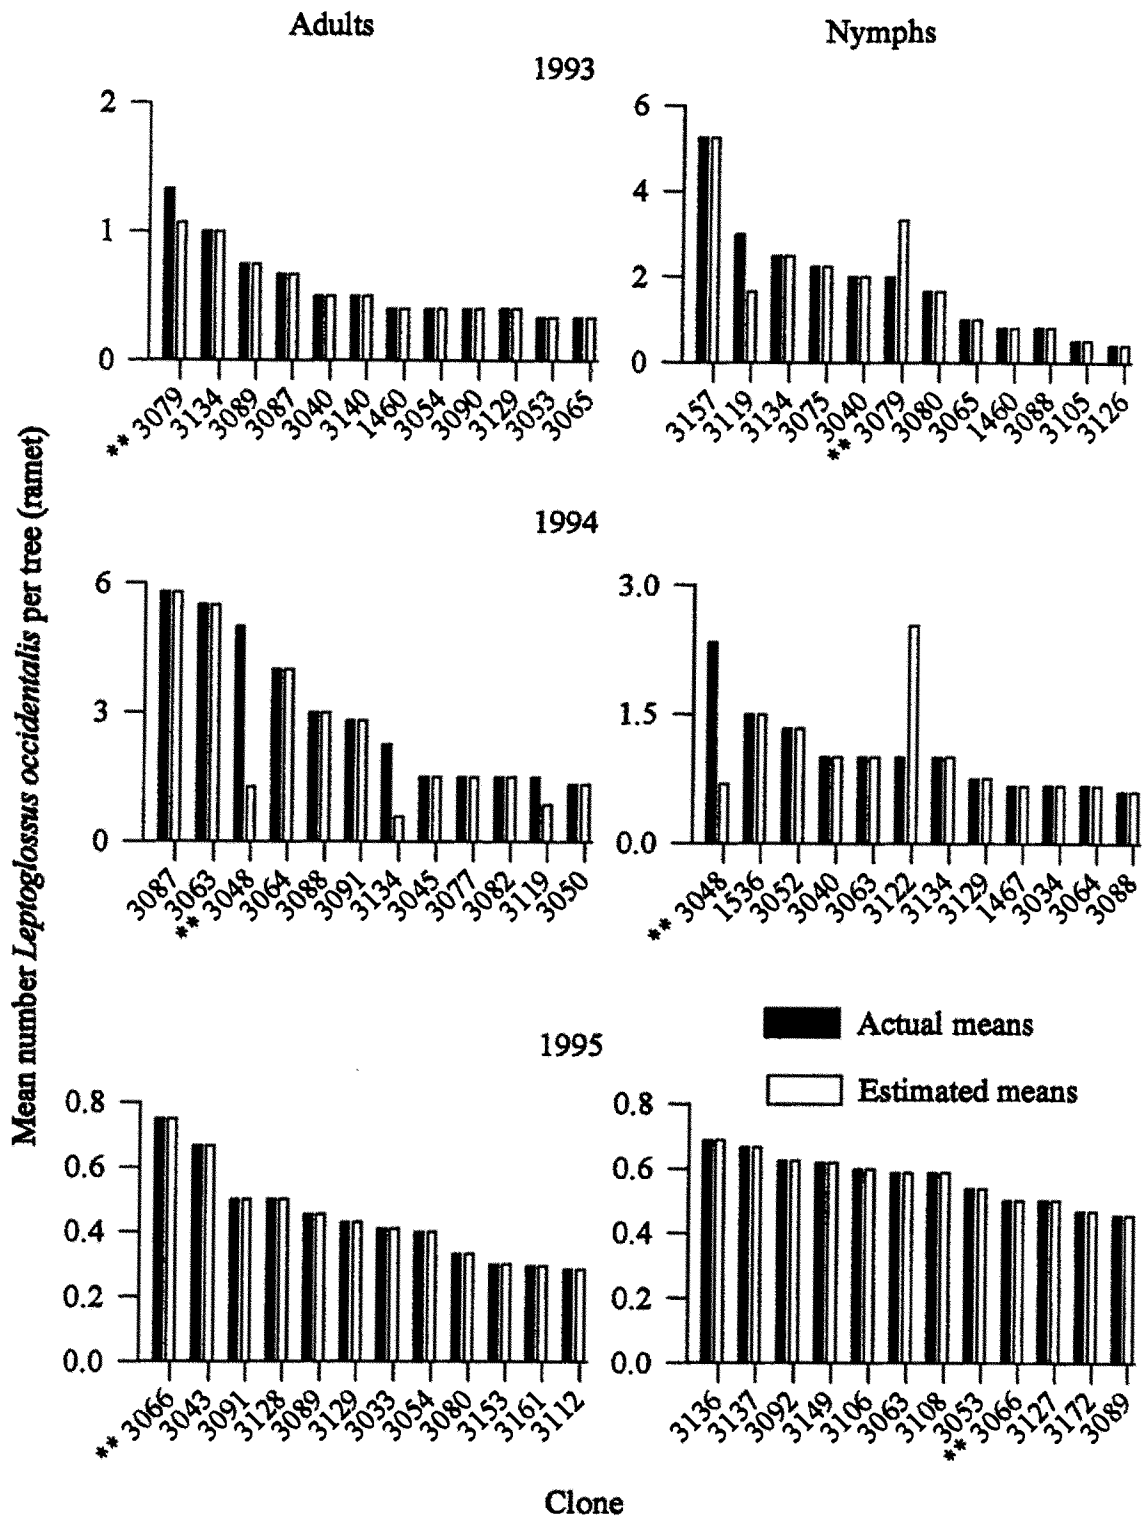 Adults
Nymphs
1993
2
1
0
** 3079 3134 3089 3087 3040 3140 1460 3054 3090 3129 3053 3065
6
4
2
0
3157 3119 3134 3075 3040 ** 3079 3080 3065 1460 3088 3105 3126
Mean number Leptoglossus occidentalis per tree (ramet)
1994
6
3
0
3087 3063 ** 3048 3064 3088 3091 3134 3045 3077 3082 3119 3050
3.0
1.5
0.0
** 3048 1536 3052 3040 3063 3122 3134 3129 1467 3034 3064 3088
Actual means
Estimated means
1995
0.8
0.6
0.4
0.2
0.0
** 3066 3043 3091 3128 3089 3129 3033 3054 3080 3153 3161 3112
0.8
0.6
0.4
0.2
0.0
3136 3137 3092 3149 3106 3063 3108 3053 ** 3066 3127 3172 3089
Clone